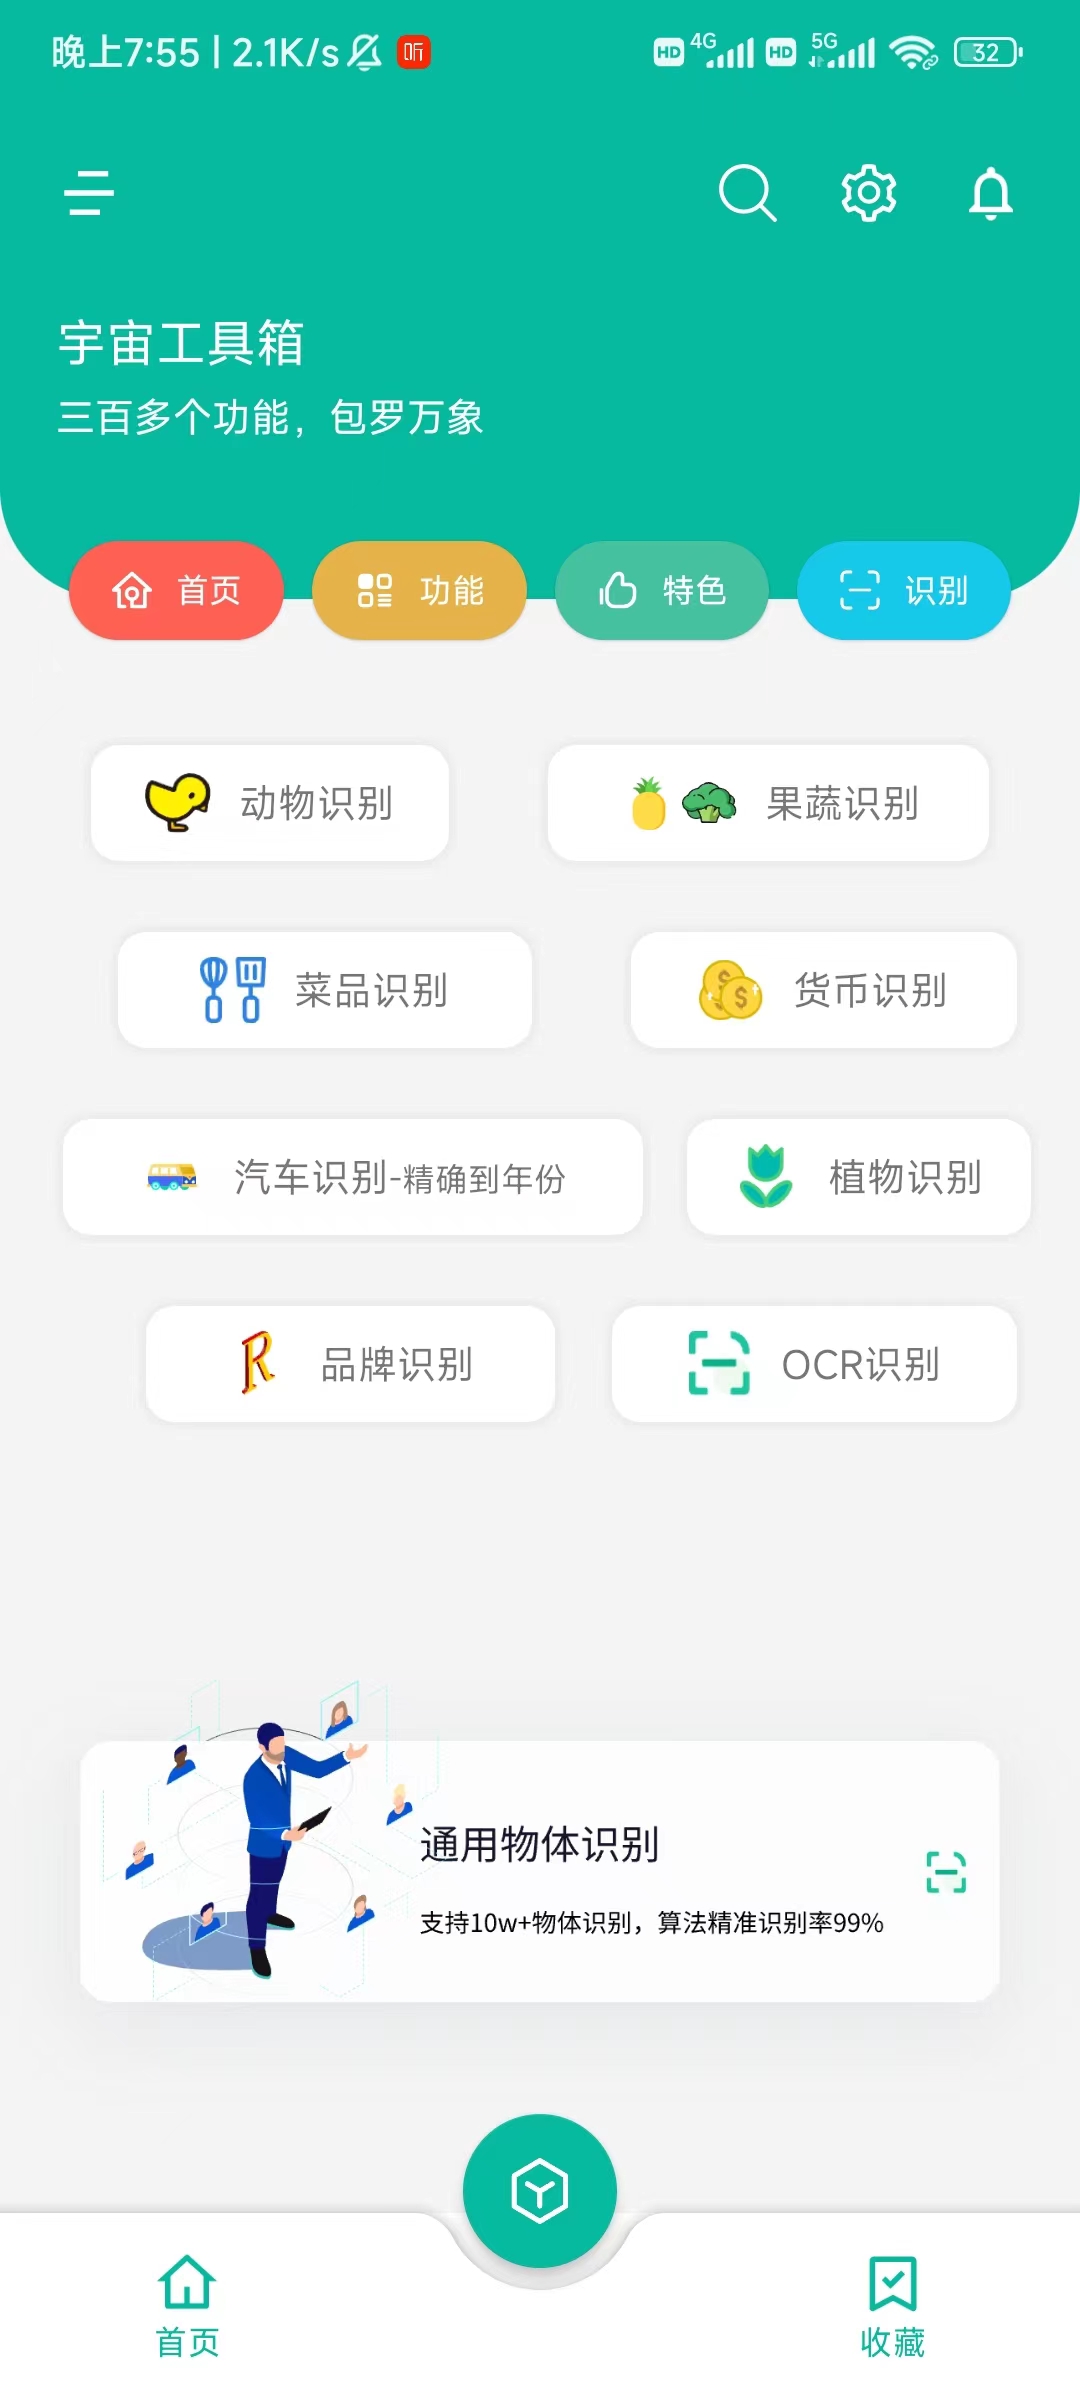 晚上7:55 | 2.1K/s 听 HD 4G HD 5G 32
宇宙工具箱
三百多个功能，包罗万象
首页 功能 特色 识别
动物识别 果蔬识别
菜品识别 货币识别
汽车识别-精确到年份 植物识别
R 品牌识别 OCR识别
通用物体识别
支持10w+物体识别，算法精准识别率99%
首页 收藏